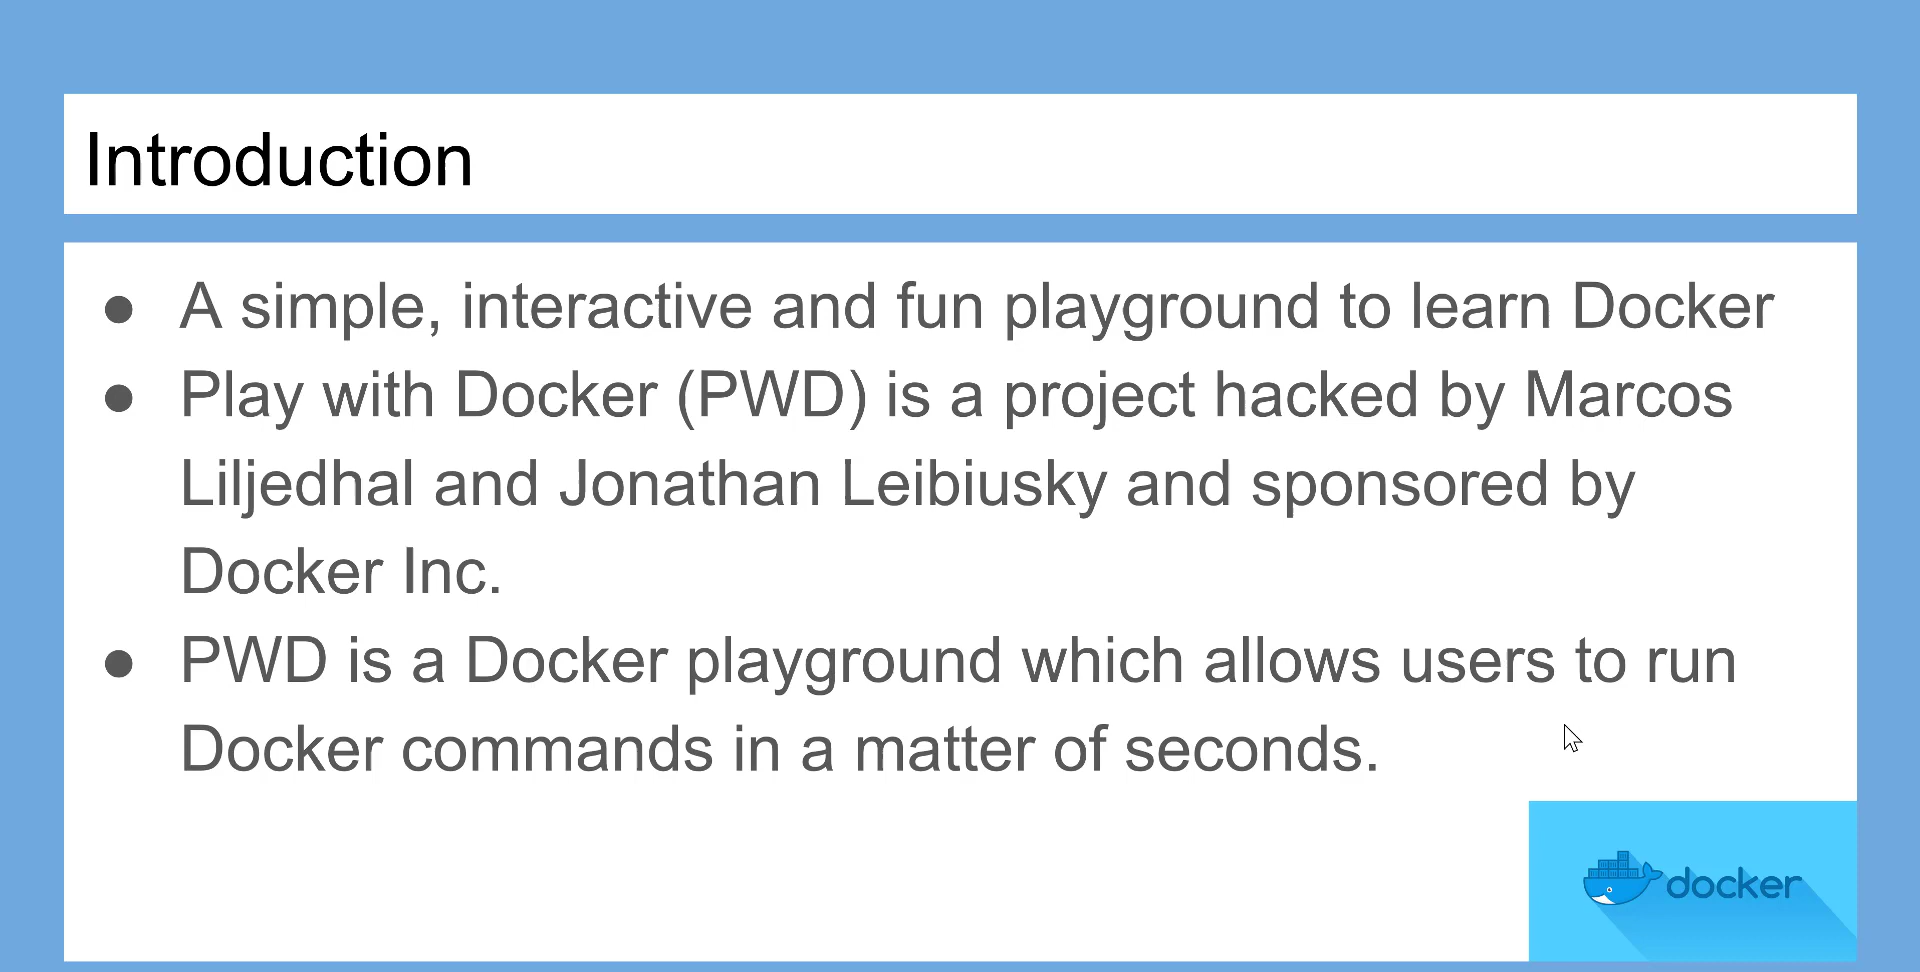 Introduction
● A simple, interactive and fun playground to learn Docker
● Play with Docker (PWD) is a project hacked by Marcos
Liljedhal and Jonathan Leibiusky and sponsored by
Docker Inc.
● PWD is a Docker playground which allows users to run
Docker commands in a matter of seconds.
docker